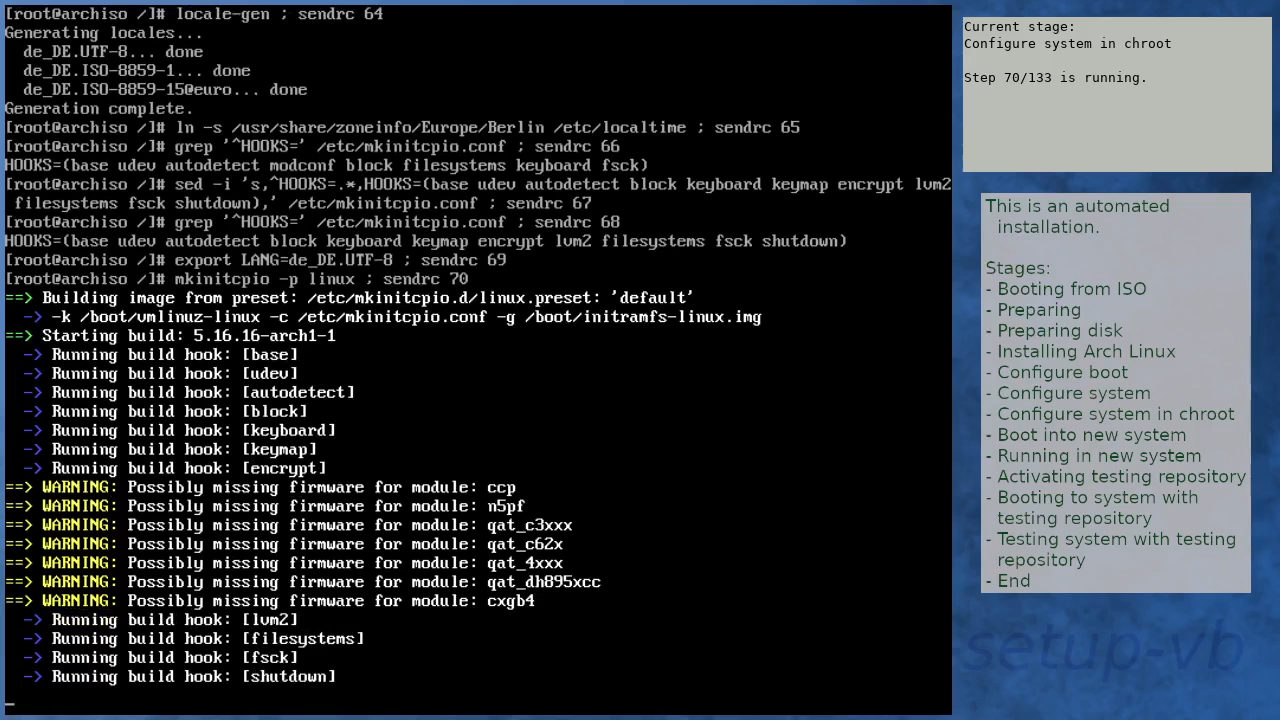 [root@archiso /]# locale-gen ; sendrc 64
Generating locales...
  de_DE.UTF-8... done
  de_DE.ISO-8859-1... done
  de_DE.ISO-8859-15@euro... done
Generation complete.
[root@archiso /]# ln -s /usr/share/zoneinfo/Europe/Berlin /etc/localtime ; sendrc 65
[root@archiso /]# grep '^HOOKS=' /etc/mkinitcpio.conf ; sendrc 66
HOOKS=(base udev autodetect modconf block filesystems keyboard fsck)
[root@archiso /]# sed -i 's,^HOOKS=.*,HOOKS=(base udev autodetect block keyboard keymap encrypt lvm2
 filesystems fsck shutdown),' /etc/mkinitcpio.conf ; sendrc 67
[root@archiso /]# grep '^HOOKS=' /etc/mkinitcpio.conf ; sendrc 68
HOOKS=(base udev autodetect block keyboard keymap encrypt lvm2 filesystems fsck shutdown)
[root@archiso /]# export LANG=de_DE.UTF-8 ; sendrc 69
[root@archiso /]# mkinitcpio -p linux ; sendrc 70
==> Building image from preset: /etc/mkinitcpio.d/linux.preset: 'default'
  -> -k /boot/vmlinuz-linux -c /etc/mkinitcpio.conf -g /boot/initramfs-linux.img
==> Starting build: 5.16.16-arch1-1
  -> Running build hook: [base]
  -> Running build hook: [udev]
  -> Running build hook: [autodetect]
  -> Running build hook: [block]
  -> Running build hook: [keyboard]
  -> Running build hook: [keymap]
  -> Running build hook: [encrypt]
==> WARNING: Possibly missing firmware for module: ccp
==> WARNING: Possibly missing firmware for module: n5pf
==> WARNING: Possibly missing firmware for module: qat_c3xxx
==> WARNING: Possibly missing firmware for module: qat_c62x
==> WARNING: Possibly missing firmware for module: qat_4xxx
==> WARNING: Possibly missing firmware for module: qat_dh895xcc
==> WARNING: Possibly missing firmware for module: cxgb4
  -> Running build hook: [lvm2]
  -> Running build hook: [filesystems]
  -> Running build hook: [fsck]
  -> Running build hook: [shutdown]
Current stage:
Configure system in chroot
Step 70/133 is running.
This is an automated
installation.
Stages:
- Booting from ISO
- Preparing
- Preparing disk
- Installing Arch Linux
- Configure boot
- Configure system
- Configure system in chroot
- Boot into new system
- Running in new system
- Activating testing repository
- Booting to system with
testing repository
- Testing system with testing
repository
- End
setup-vb